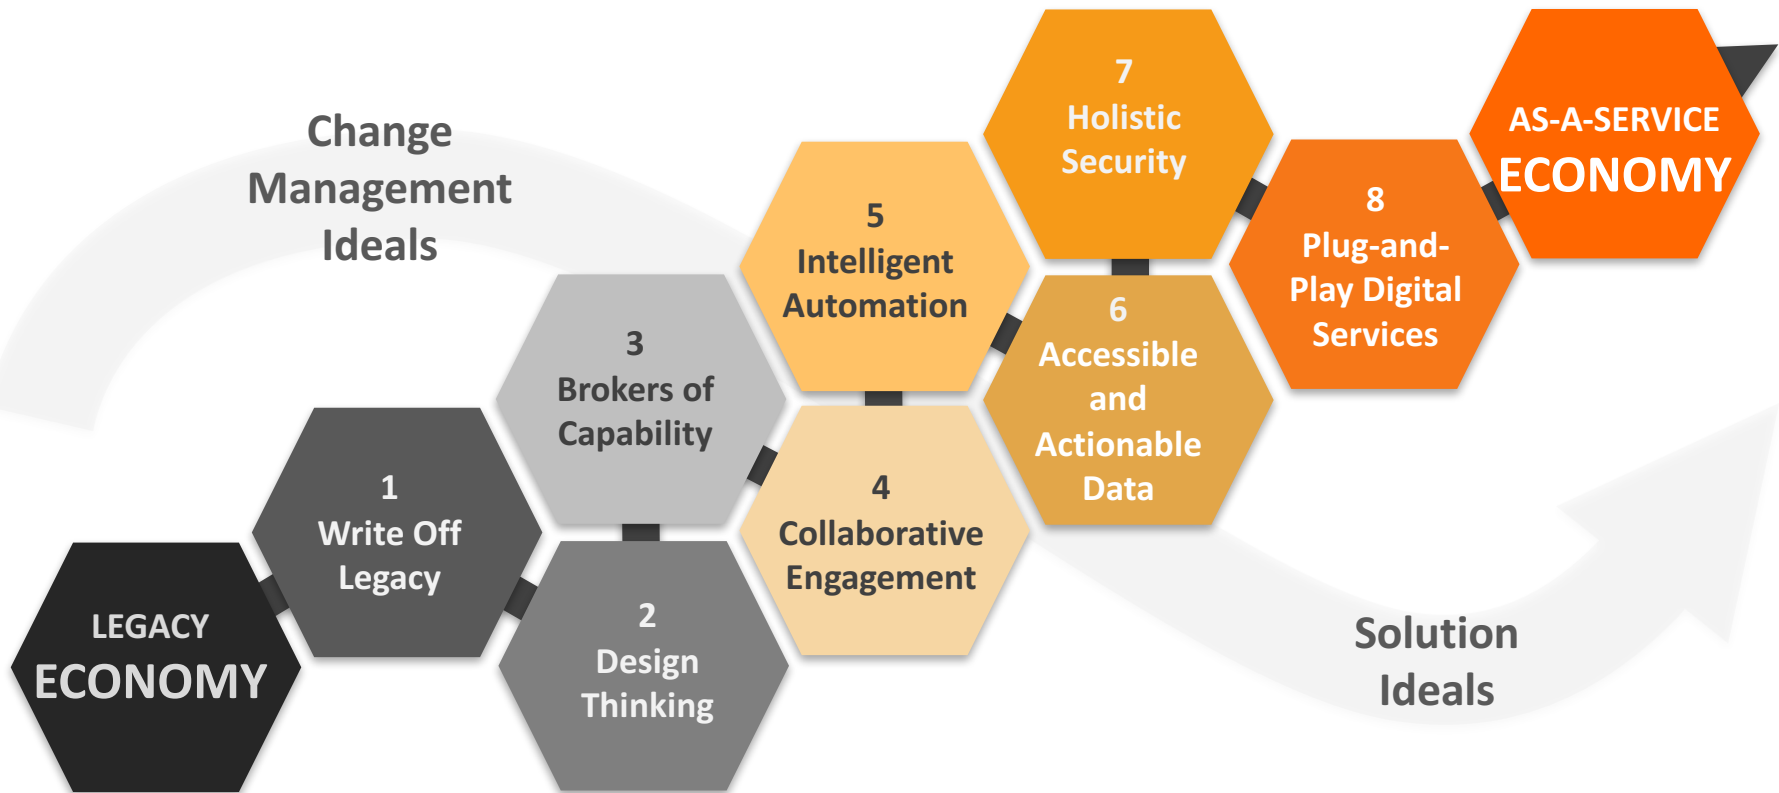 Change
Management
Ideals
LEGACY
ECONOMY
1
Write Off
Legacy
2
Design
Thinking
3
Brokers of
Capability
4
Collaborative
Engagement
5
Intelligent
Automation
6
Accessible
and
Actionable
Data
7
Holistic
Security
8
Plug-and-
Play Digital
Services
AS-A-SERVICE
ECONOMY
Solution
Ideals